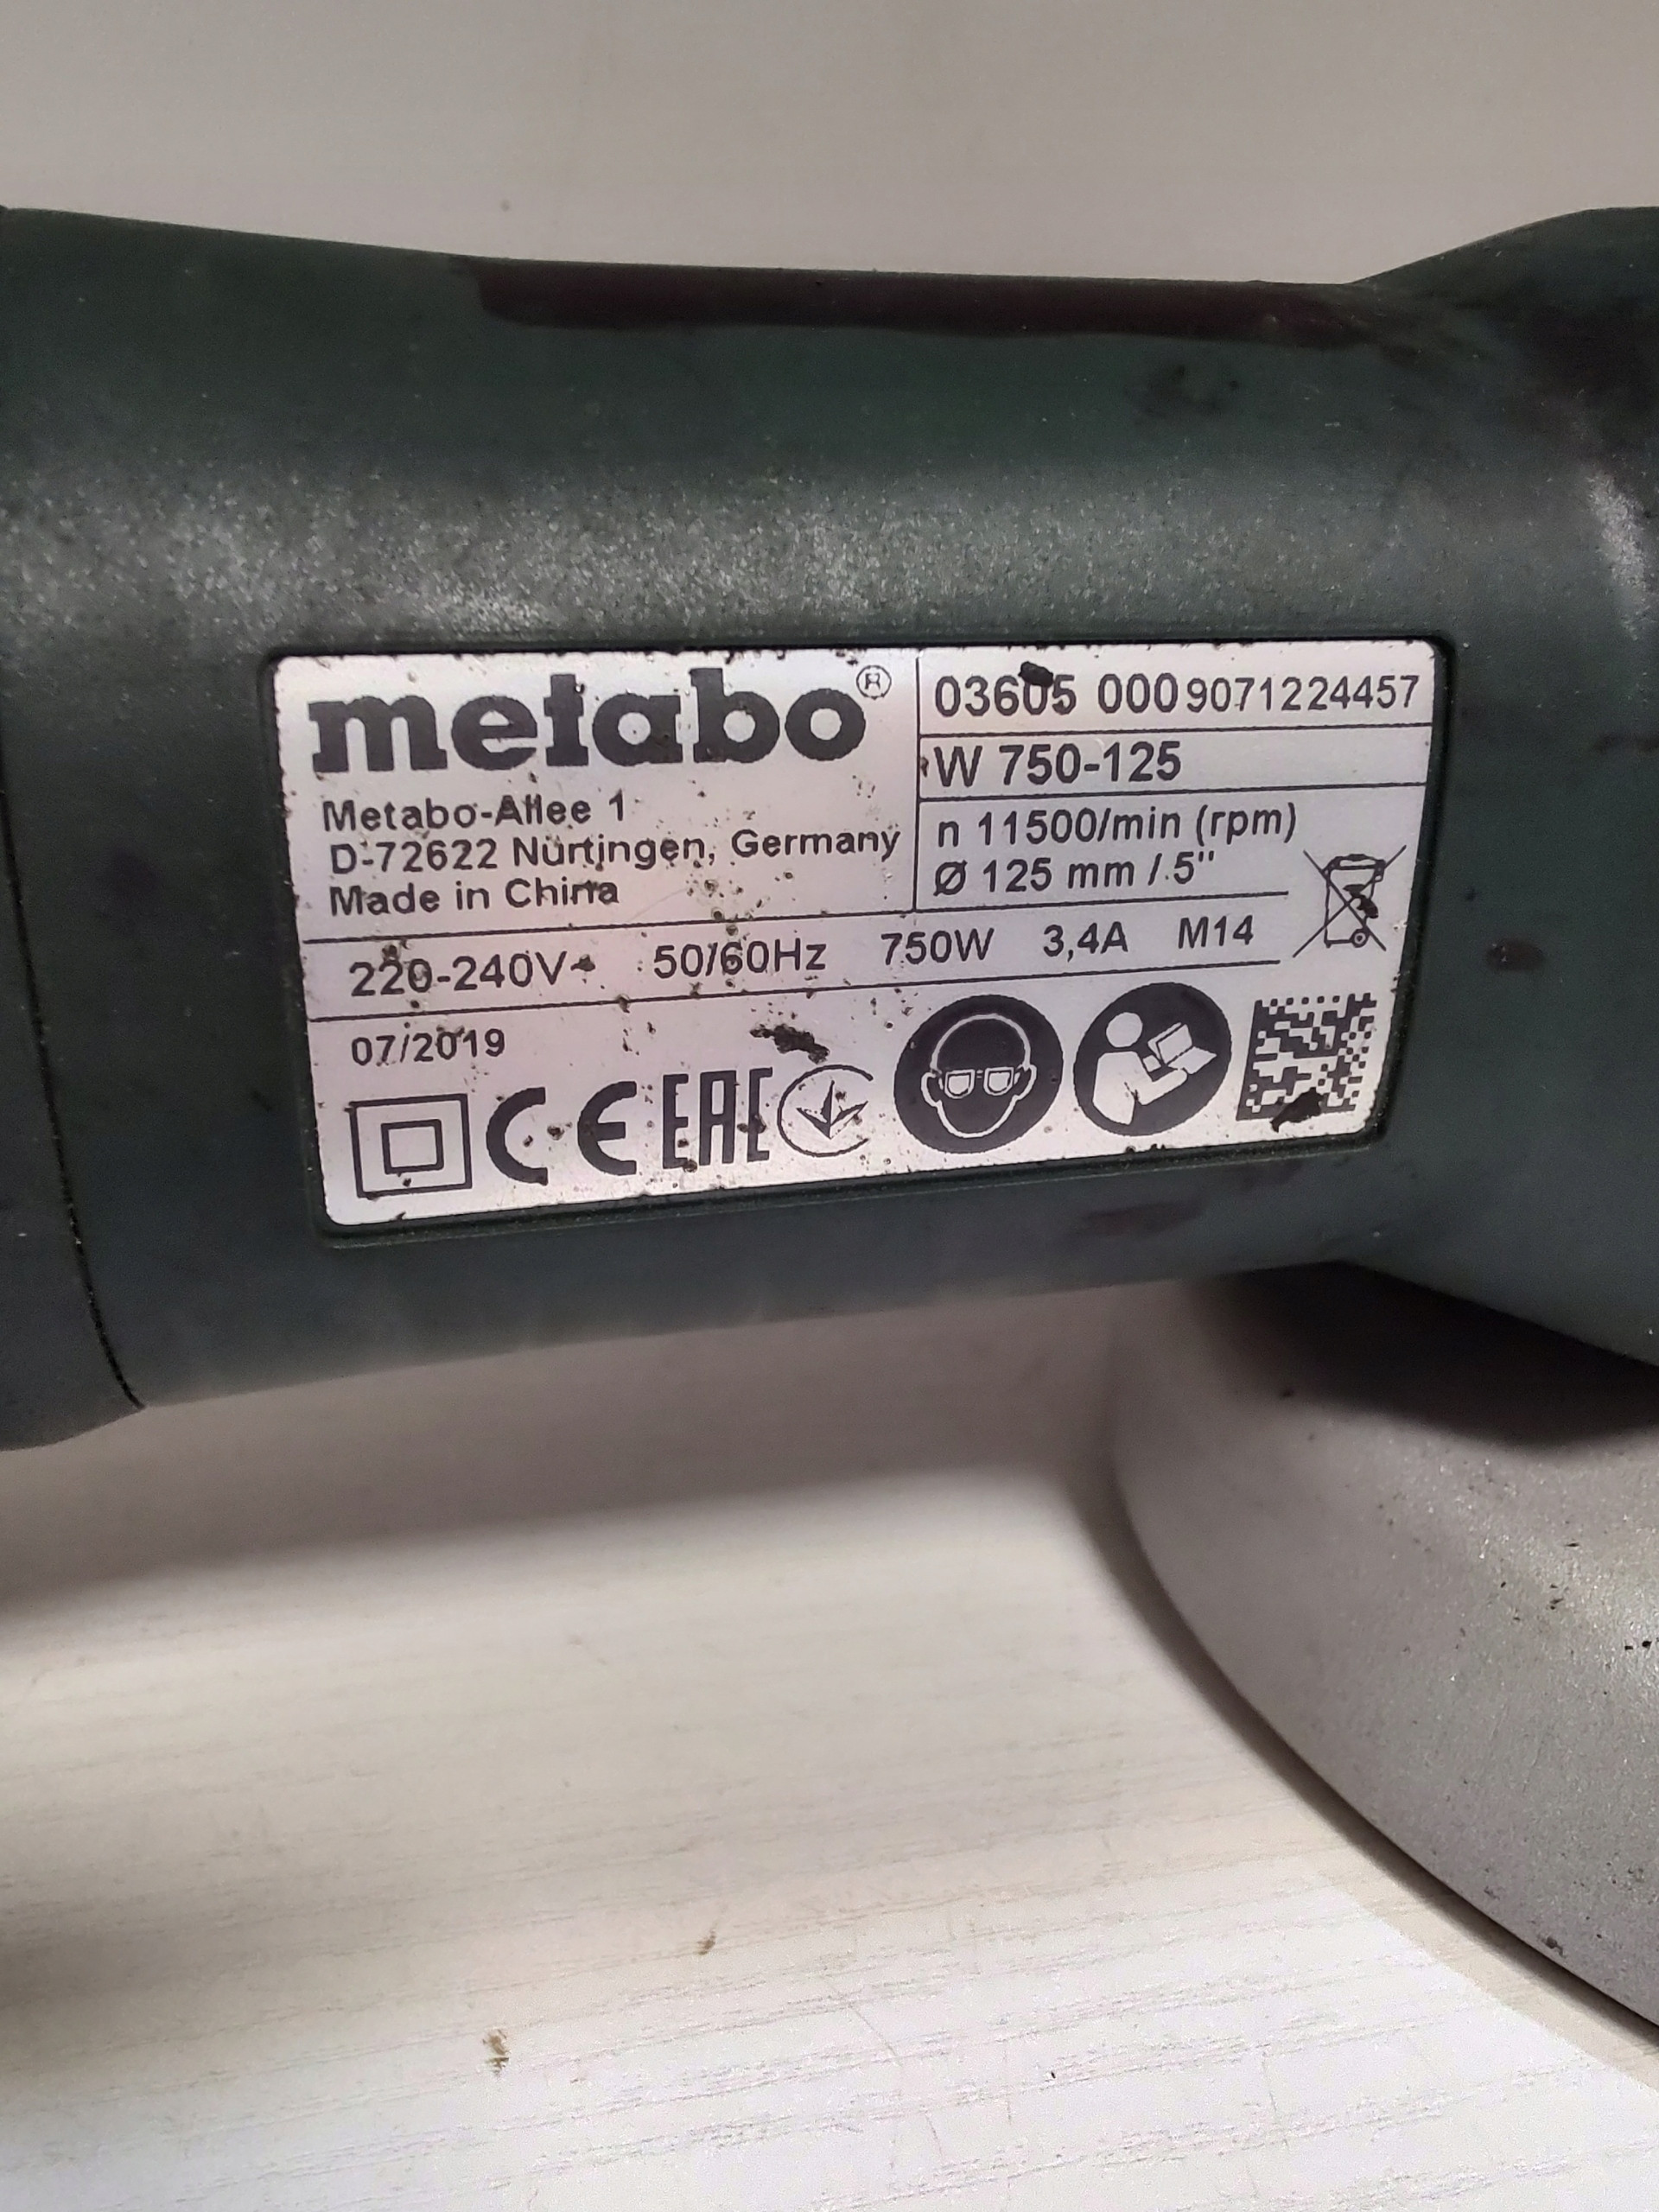 metabo®
Metabo-Allee 1
D-72622 Nürtingen, Germany
Made in China
03605 000 9071224457
W 750-125
n 11500/min (rpm)
Ø 125 mm / 5"
220-240V~ 50/60Hz 750W 3,4A M14
07/2019
CE EAC